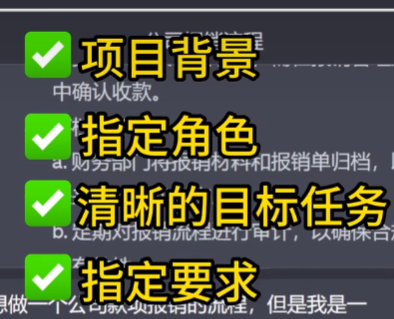 项目背景
中确认收款。
指定角色
a. 财务部门将报销材料和报销单归档，
清晰的目标任务
b. 定期对报销流程进行审计，以确保合
指定要求
想做一个公司款项报销的流程，但是我是一